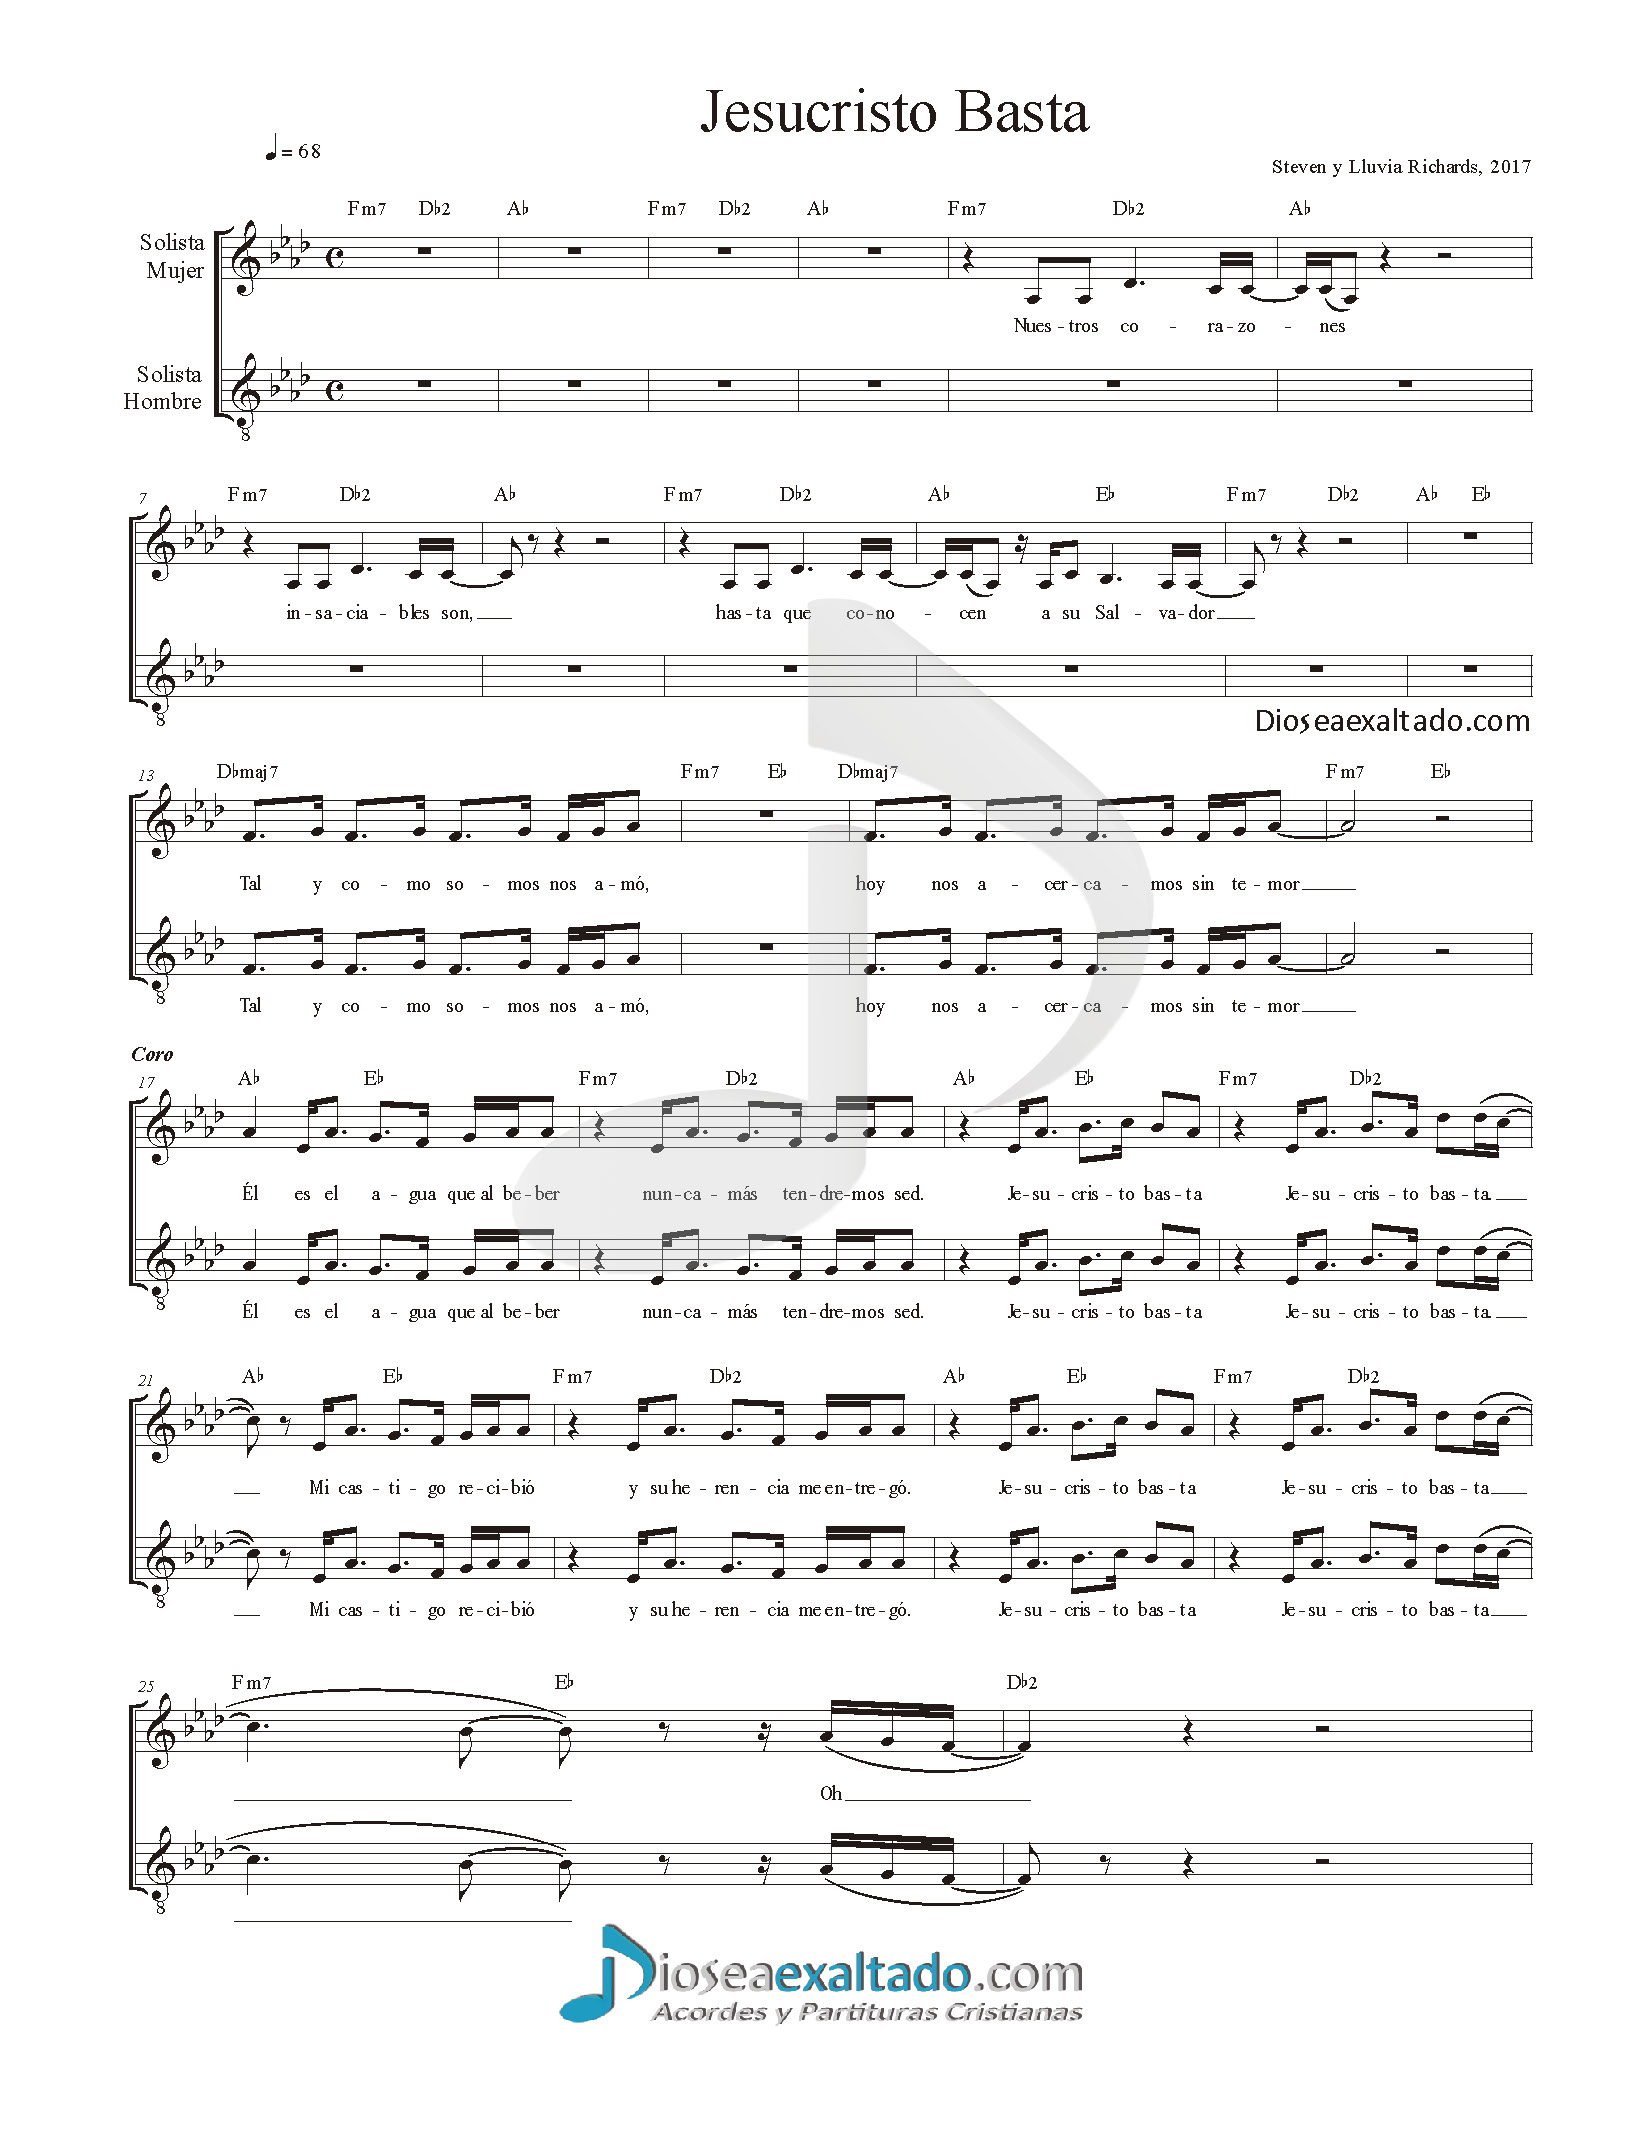 Jesucristo Basta
♩ = 68
Steven y Lluvia Richards, 2017
Fm7 D♭2 A♭ Fm7 D♭2 A♭ Fm7 D♭2 A♭
Solista
Mujer
Nues - tros co - ra - zo - nes
Solista
Hombre
8
7 Fm7 D♭2 A♭ Fm7 D♭2 A♭ E♭ Fm7 D♭2 A♭ E♭
in - sa - cia - bles son, has - ta que co - no - cen a su Sal - va - dor
8
Dioseaexaltado.com
13 D♭maj7 Fm7 E♭ D♭maj7 Fm7 E♭
Tal y co - mo so - mos nos a - mó, hoy nos a - cer - ca - mos sin te - mor
8
Tal y co - mo so - mos nos a - mó, hoy nos a - cer - ca - mos sin te - mor
Coro
17 A♭ E♭ Fm7 D♭2 A♭ E♭ Fm7 D♭2
Él es el a - gua que al be - ber nun - ca - más ten - dre - mos sed. Je - su - cris - to bas - ta Je - su - cris - to bas - ta.
8
Él es el a - gua que al be - ber nun - ca - más ten - dre - mos sed. Je - su - cris - to bas - ta Je - su - cris - to bas - ta.
21 A♭ E♭ Fm7 D♭2 A♭ E♭ Fm7 D♭2
Mi cas - ti - go re - ci - bió y su he - ren - cia me en - tre - gó. Je - su - cris - to bas - ta Je - su - cris - to bas - ta
8
Mi cas - ti - go re - ci - bió y su he - ren - cia me en - tre - gó. Je - su - cris - to bas - ta Je - su - cris - to bas - ta
25 Fm7 E♭ D♭2
Oh
8
Dioseaexaltado.com
Acordes y Partituras Cristianas